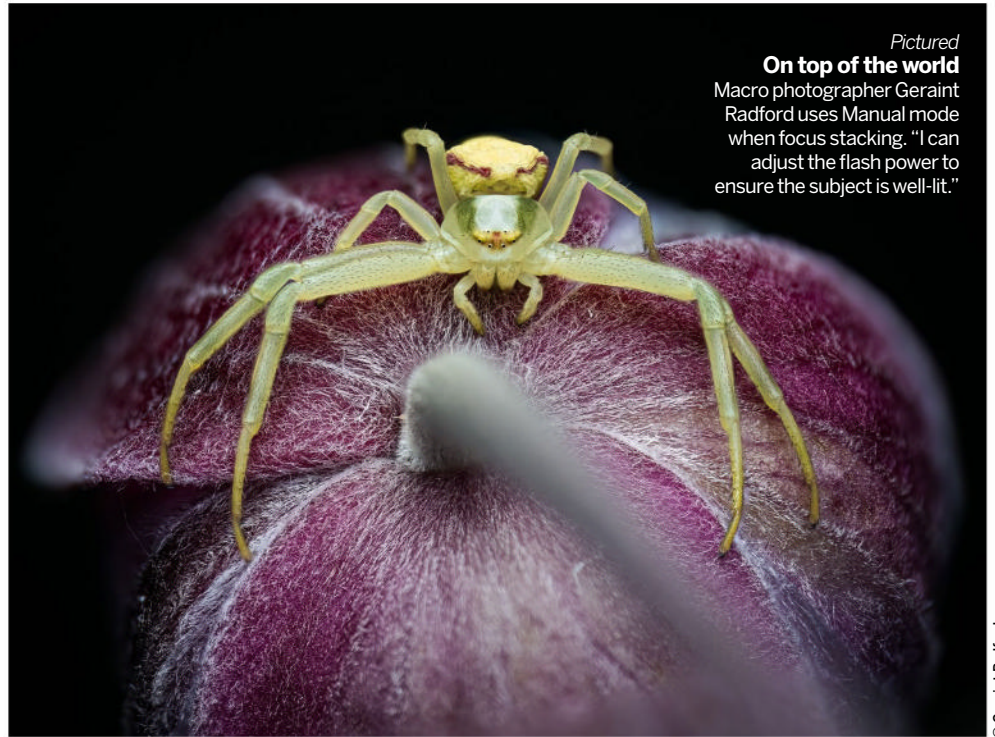 Pictured
On top of the world
Macro photographer Geraint
Radford uses Manual mode
when focus stacking. “I can
adjust the flash power to
ensure the subject is well-lit.”